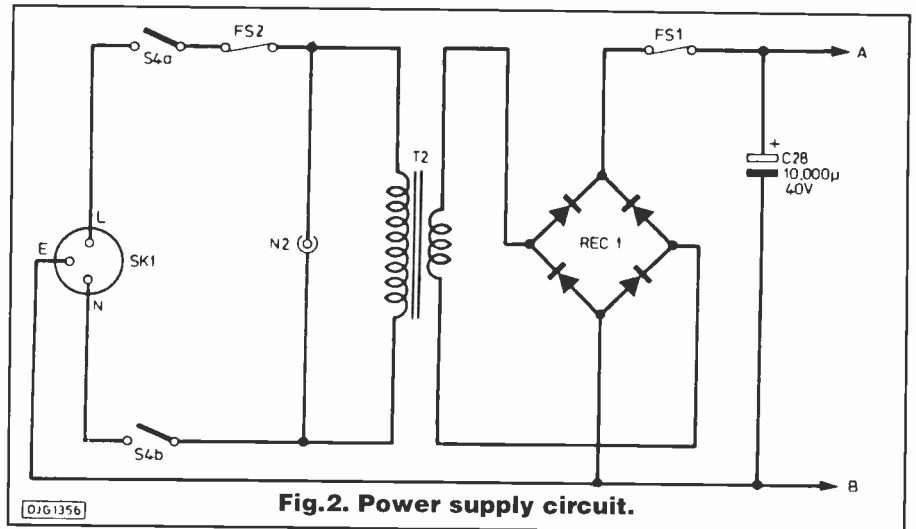 S4a
FS2
FS1
A
T2
+
C28
10,000μ
40V
L
E
SK1
N2
REC 1
N
S4b
B
DJG1356
Fig.2. Power supply circuit.